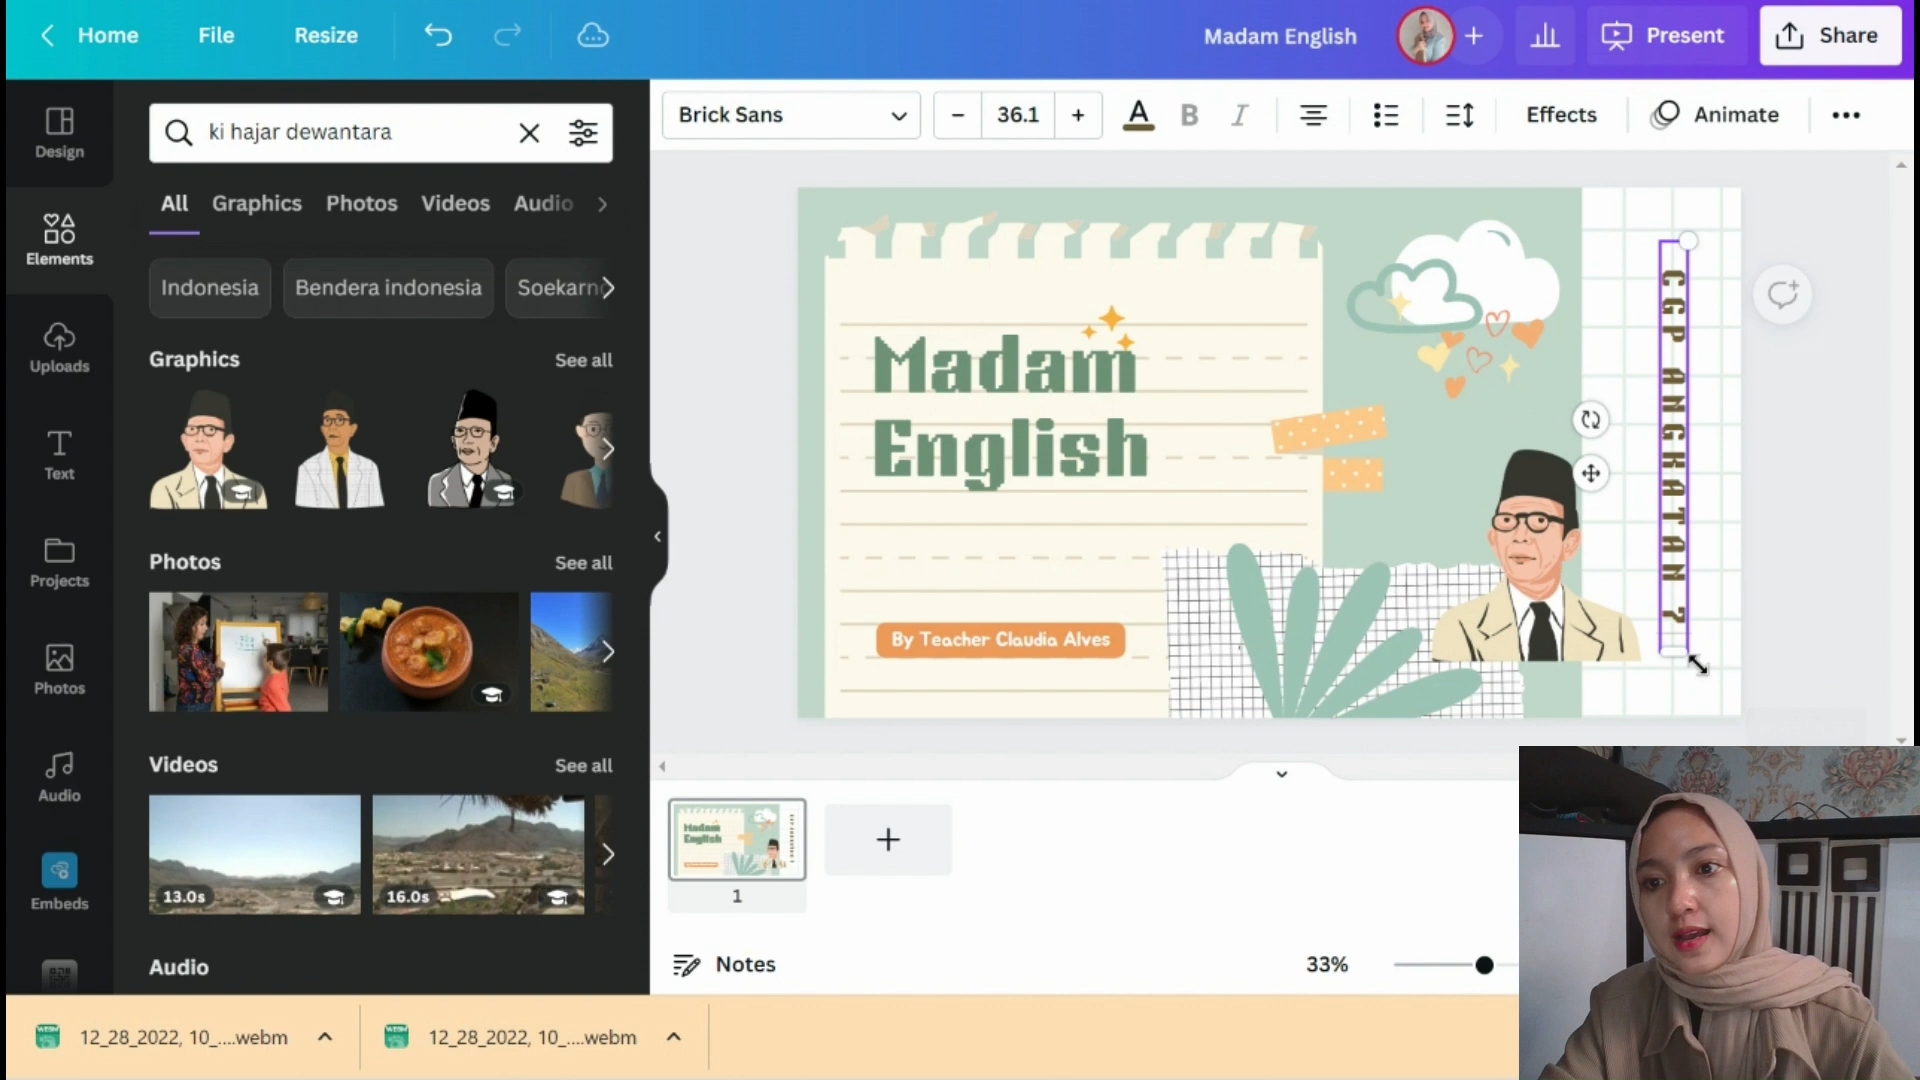 Home
File
Resize
Madam English
Present
Share
Design
Elements
Uploads
Text
Projects
Photos
Audio
Embeds
ki hajar dewantara
All
Graphics
Photos
Videos
Audio
Indonesia
Bendera indonesia
Soekarn
Graphics
See all
Photos
See all
Videos
See all
13.0s
16.0s
Audio
Brick Sans
36.1
A
B
I
Effects
Animate
Madam
English
By Teacher Claudia Alves
CGP ANGKATAN 7
1
Notes
33%
12_28_2022, 10_....webm
12_28_2022, 10_....webm